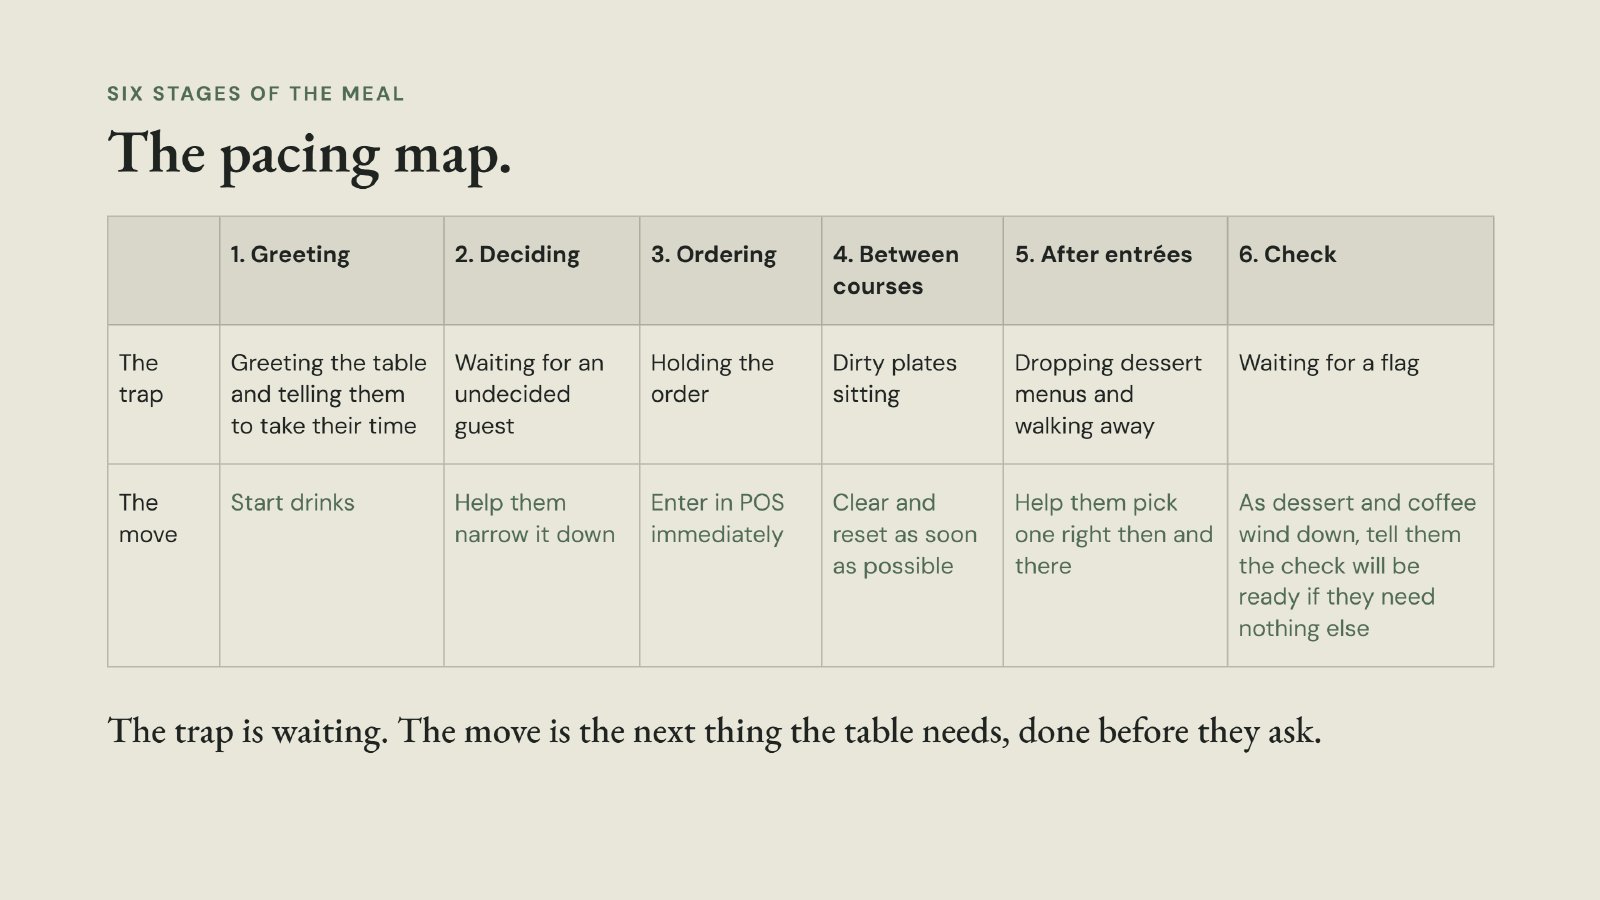 SIX STAGES OF THE MEAL
The pacing map.
1. Greeting
2. Deciding
3. Ordering
4. Between
courses
5. After entrées
6. Check
The
trap
Greeting the table
and telling them
to take their time
Waiting for an
undecided
guest
Holding the
order
Dirty plates
sitting
Dropping dessert
menus and
walking away
Waiting for a flag
The
move
Start drinks
Help them
narrow it down
Enter in POS
immediately
Clear and
reset as soon
as possible
Help them pick
one right then and
there
As dessert and coffee
wind down, tell them
the check will be
ready if they need
nothing else
The trap is waiting. The move is the next thing the table needs, done before they ask.